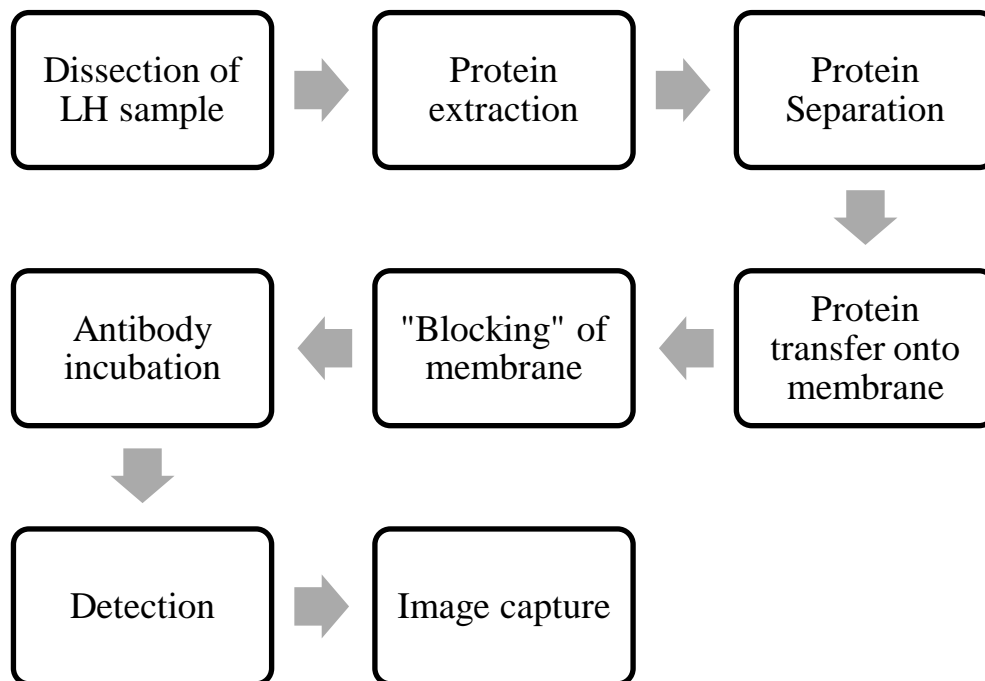 Dissection of
LH sample
Protein
extraction
Protein
Separation
Protein
transfer onto
membrane
"Blocking" of
membrane
Antibody
incubation
Detection
Image capture